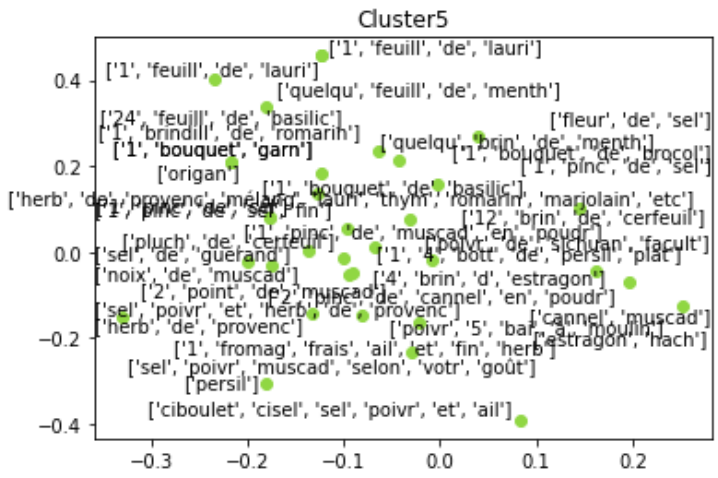 Cluster5
['1', 'feuill', 'de', 'lauri']
['1', 'feuill', 'de', 'lauri']
0.4
['quelqu', 'feuill', 'de', 'menth']
['24', 'feuill', 'de', 'basilic']
['fleur', 'de', 'sel']
['1', 'brindill', 'de', 'romarin']
['quelqu', 'brin', 'de', 'menth']
['1', 'bouquet', 'garn']
['1', 'bouquet', 'de', 'brocol']
0.2
['origan']
['1', 'pinc', 'de', 'sel']
['1', 'bouquet', 'de', 'basilic']
['herb', 'de', 'provenc', 'mélang', 'lauri', 'thym', 'romarin', 'marjolain', 'etc']
['1', 'pinc', 'de', 'sel', 'fin']
['12', 'brin', 'de', 'cerfeuil']
['1', 'pinc', 'de', 'muscad', 'en', 'poudr']
['pluch', 'de', 'cerfeuil']
['poivr', 'de', 'sichuan', 'facult']
0.0
['sel', 'de', 'guérand']
['1', '4', 'bott', 'de', 'persil', 'plat']
['noix', 'de', 'muscad']
['4', 'brin', 'd', 'estragon']
['2', 'point', 'de', 'muscad']
['2', 'pinc', 'de', 'cannel', 'en', 'poudr']
['sel', 'poivr', 'et', 'herb', 'de', 'provenc']
['cannel', 'muscad']
['herb', 'de', 'provenc']
['poivr', '5', 'bai', 'à', 'moulin']
-0.2
['estragon', 'hach']
['1', 'fromag', 'frais', 'ail', 'et', 'fin', 'herb']
['sel', 'poivr', 'muscad', 'selon', 'votr', 'goût']
['persil']
['ciboulet', 'cisel', 'sel', 'poivr', 'et', 'ail']
-0.4
-0.3 -0.2 -0.1 0.0 0.1 0.2